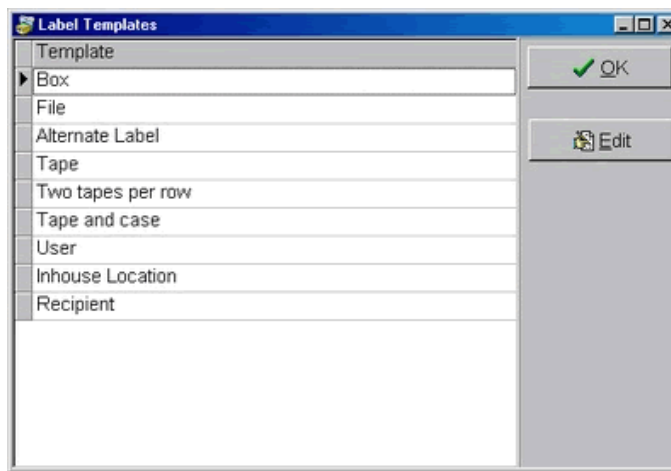 Label Templates
Template
Box
File
Alternate Label
Tape
Two tapes per row
Tape and case
User
Inhouse Location
Recipient
OK
Edit